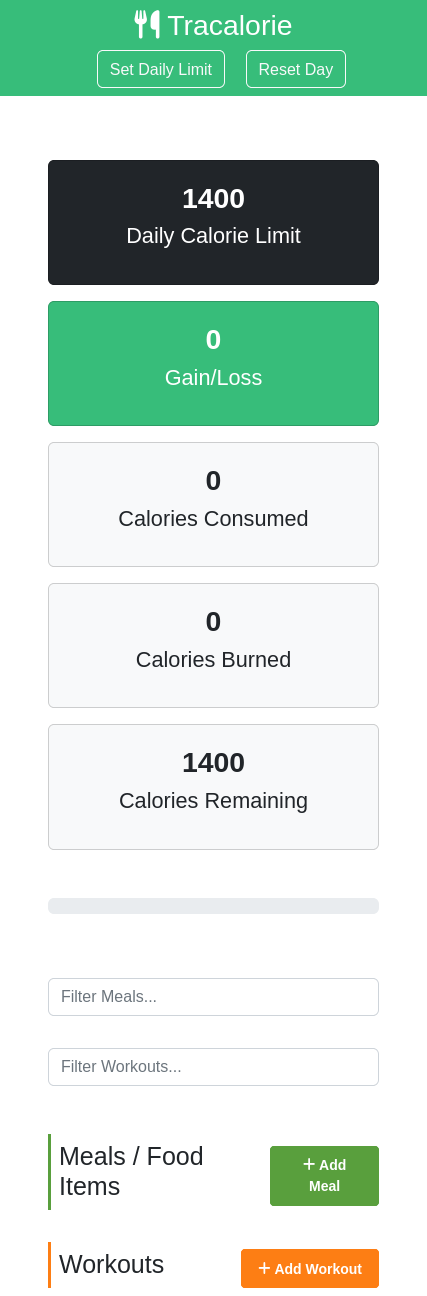 Tracalorie
Set Daily Limit Reset Day
1400
Daily Calorie Limit
0
Gain/Loss
0
Calories Consumed
0
Calories Burned
1400
Calories Remaining
Filter Meals...
Filter Workouts...
Meals / Food
Items
+ Add
Meal
Workouts
+ Add Workout